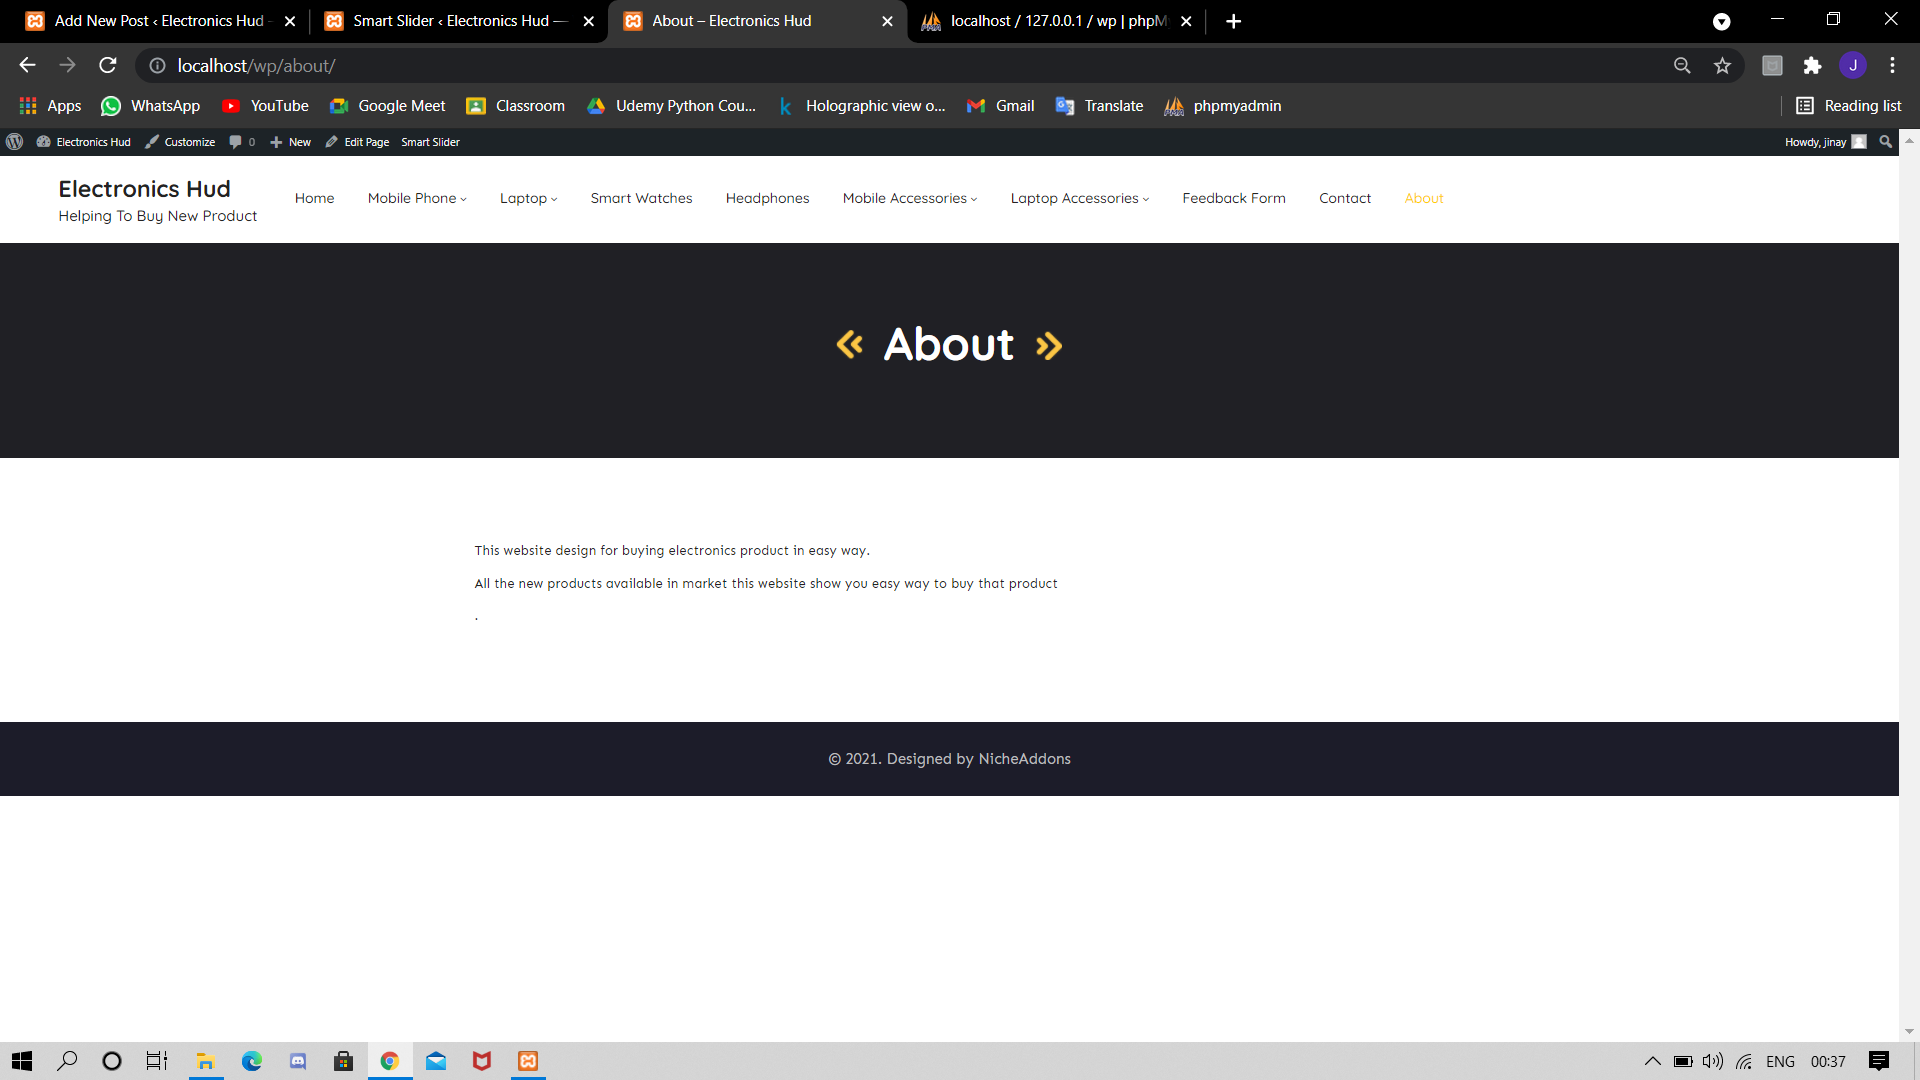 Add New Post ‹ Electronics Hud -
Smart Slider ‹ Electronics Hud —
About – Electronics Hud
localhost / 127.0.0.1 / wp | phpM
localhost/wp/about/
J
Apps
WhatsApp
YouTube
Google Meet
Classroom
Udemy Python Cou...
Holographic view o...
Gmail
Translate
phpmyadmin
Reading list
Electronics Hud
Customize
0
New
Edit Page
Smart Slider
Howdy, jinay
Electronics Hud
Helping To Buy New Product
Home
Mobile Phone
Laptop
Smart Watches
Headphones
Mobile Accessories
Laptop Accessories
Feedback Form
Contact
About
« About »
This website design for buying electronics product in easy way.
All the new products available in market this website show you easy way to buy that product
.
© 2021. Designed by NicheAddons
ENG
00:37